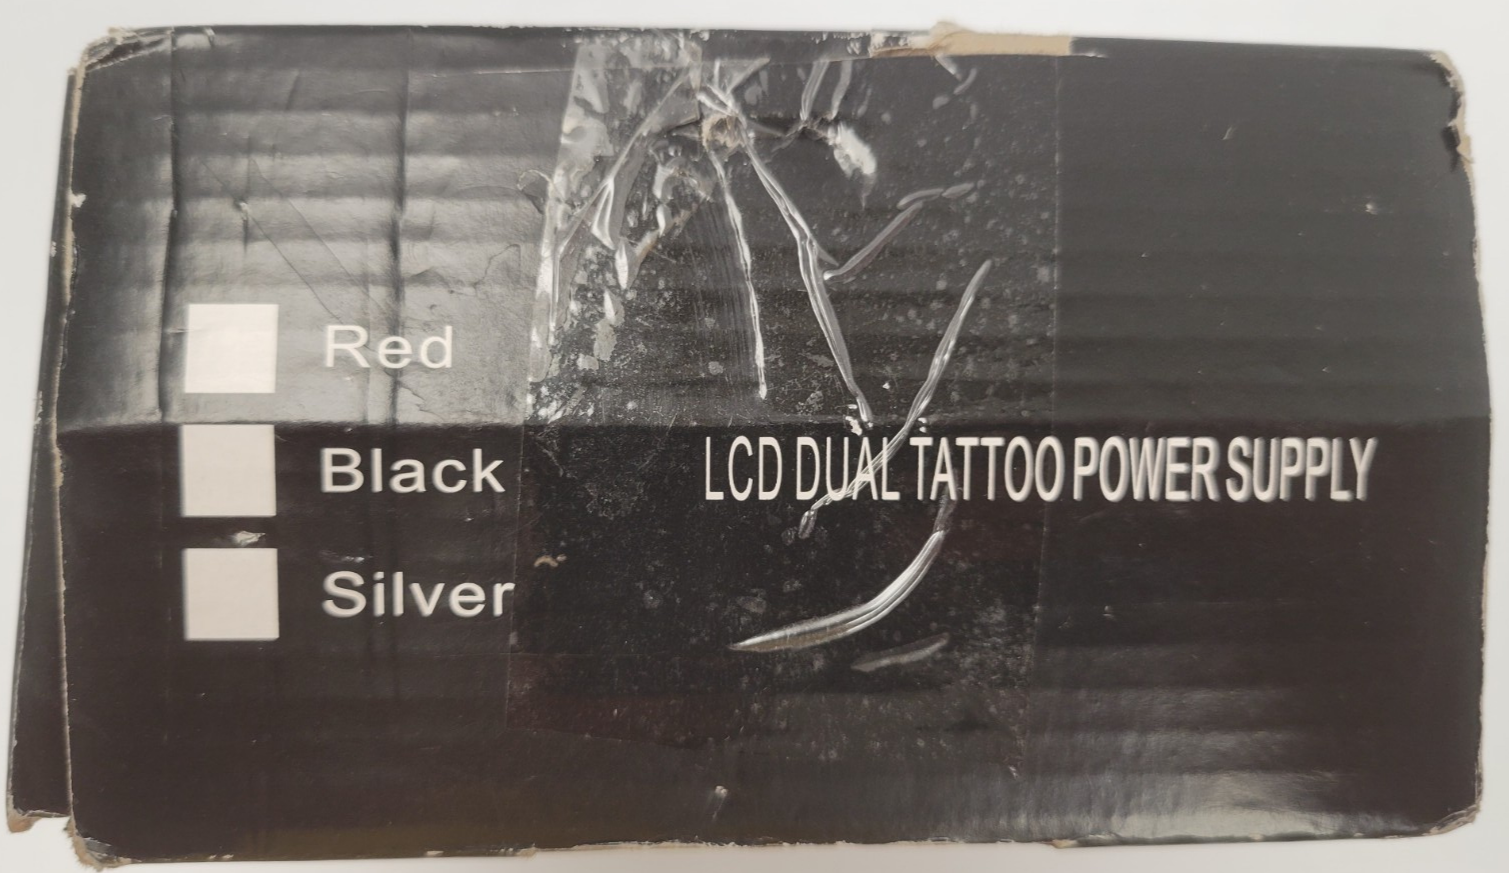 Red
Black
LCD DUAL TATTOO POWER SUPPLY
Silver